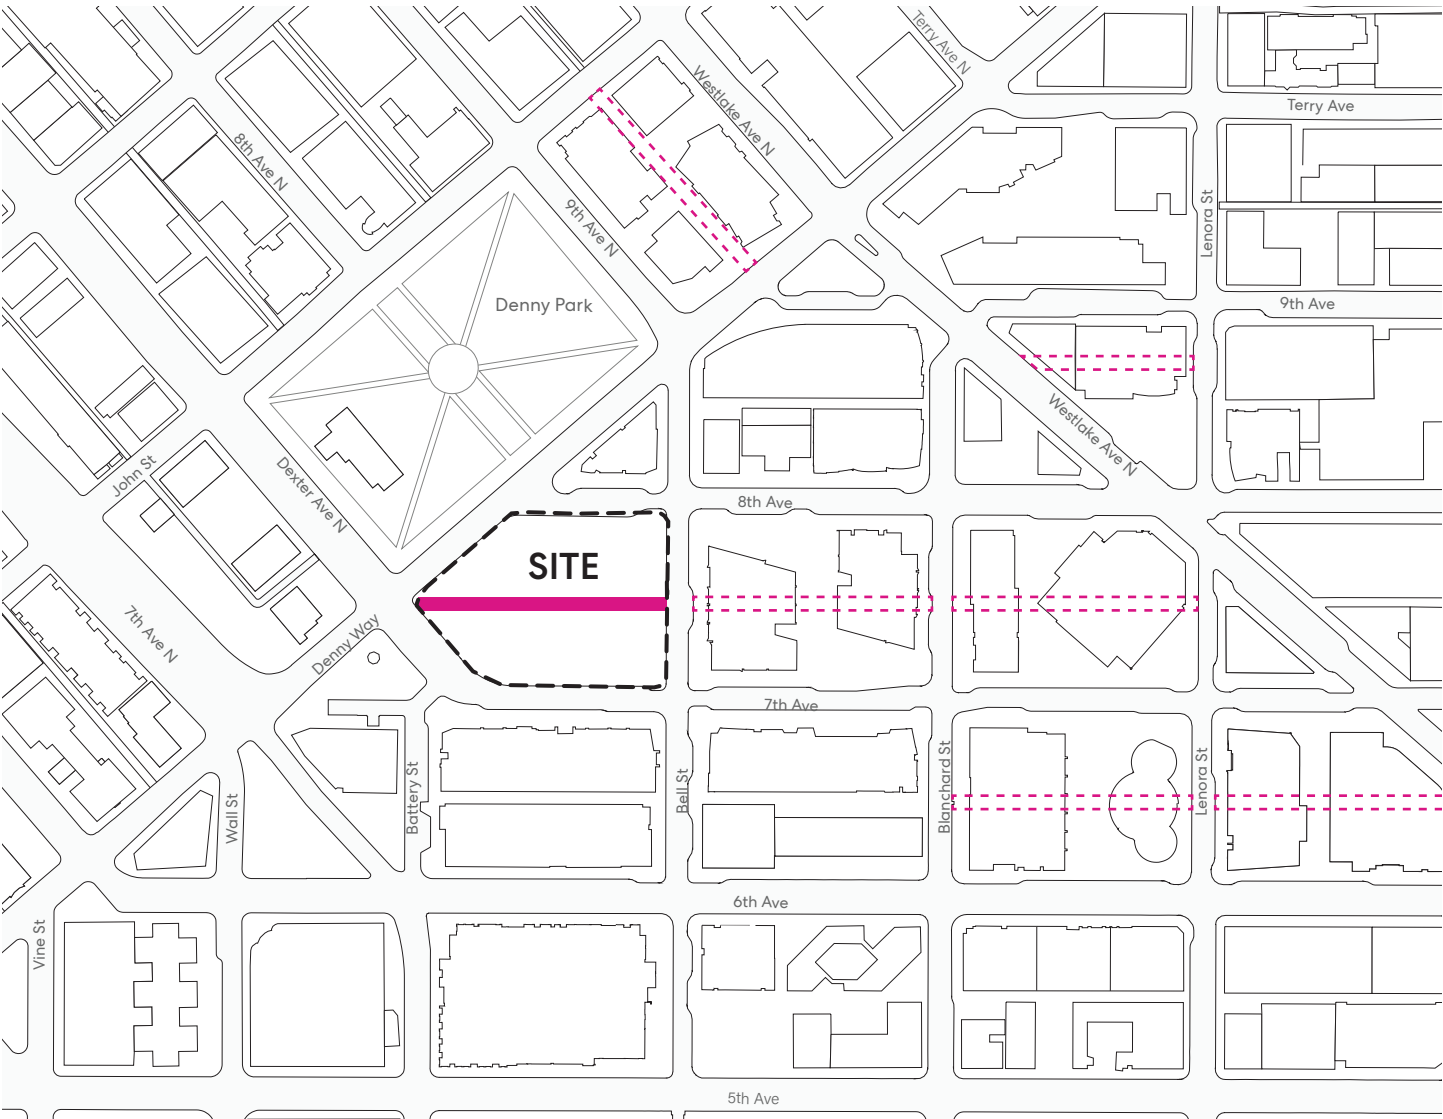 Terry Ave N
Westlake Ave N
Terry Ave
8th Ave N
Lenora St
9th Ave N
Denny Park
9th Ave
Westlake Ave N
John St
Dexter Ave N
8th Ave
SITE
7th Ave N
Denny Way
7th Ave
Battery St
Bell St
Blanchard St
Lenora St
Wall St
6th Ave
Vine St
5th Ave